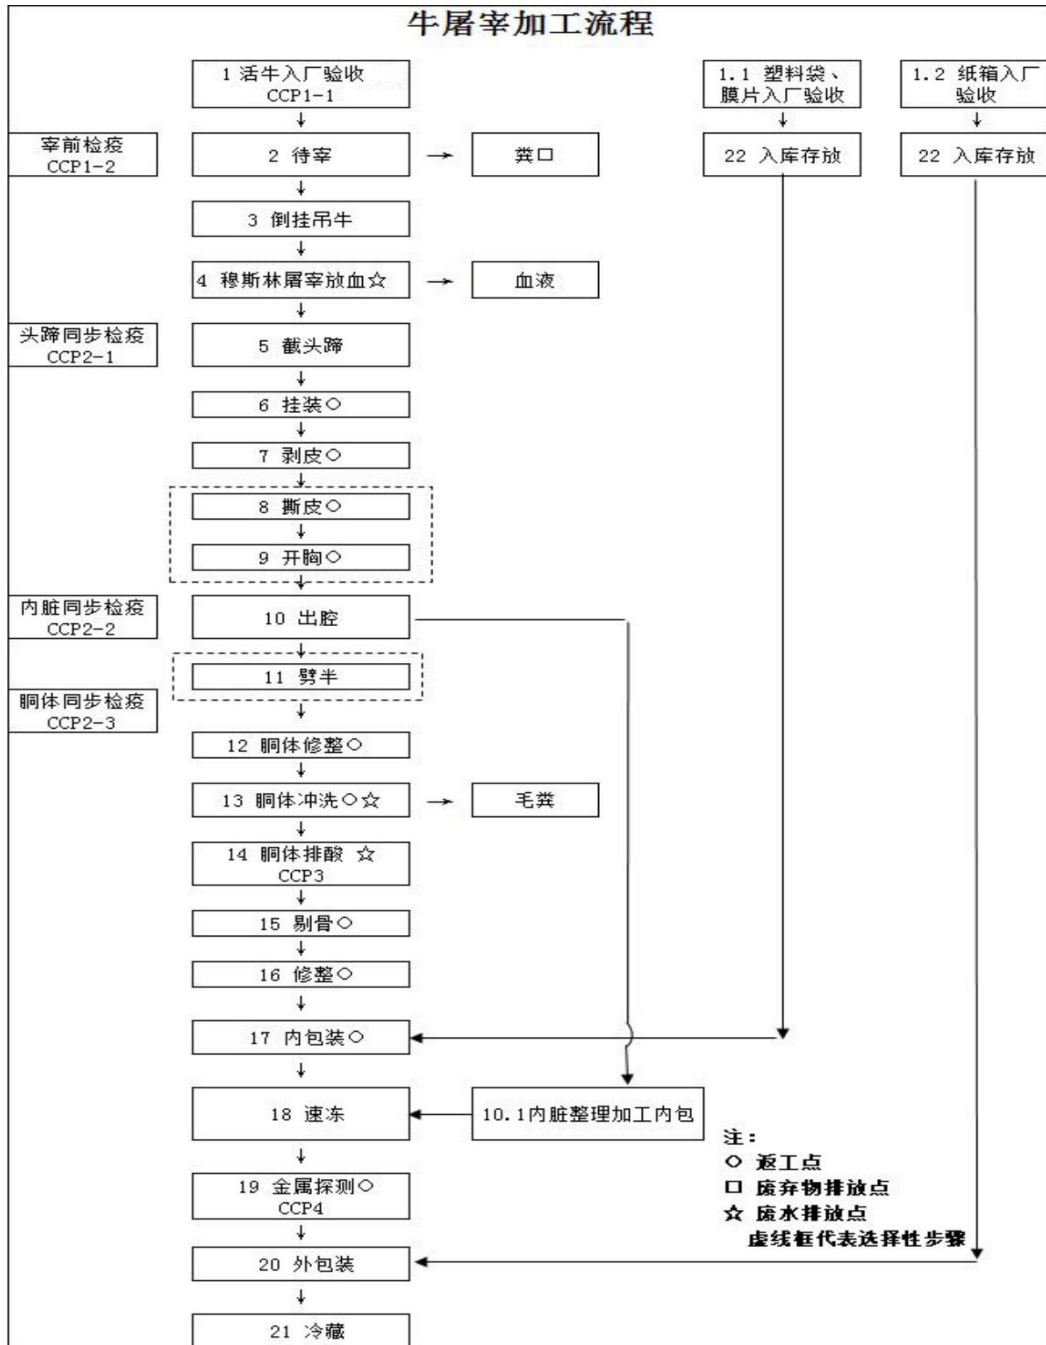 牛屠宰加工流程
1 活牛入厂验收
CCP1-1
1.1 塑料袋、
膜片入厂验收
1.2 纸箱入厂
验收
宰前检疫
CCP1-2
2 待宰
粪口
22 入库存放
22 入库存放
3 倒挂吊牛
4 穆斯林屠宰放血☆
血液
头蹄同步检疫
CCP2-1
5 截头蹄
6 挂装○
7 剥皮○
8 撕皮○
9 开胸○
内脏同步检疫
CCP2-2
10 出腔
11 劈半
胴体同步检疫
CCP2-3
12 胴体修整○
13 胴体冲洗○☆
毛粪
14 胴体排酸 ☆
CCP3
15 剔骨○
16 修整○
17 内包装○
18 速冻
10.1内脏整理加工内包
19 金属探测○
CCP4
20 外包装
21 冷藏
注:
○ 返工点
□ 废弃物排放点
☆ 废水排放点
虚线框代表选择性步骤